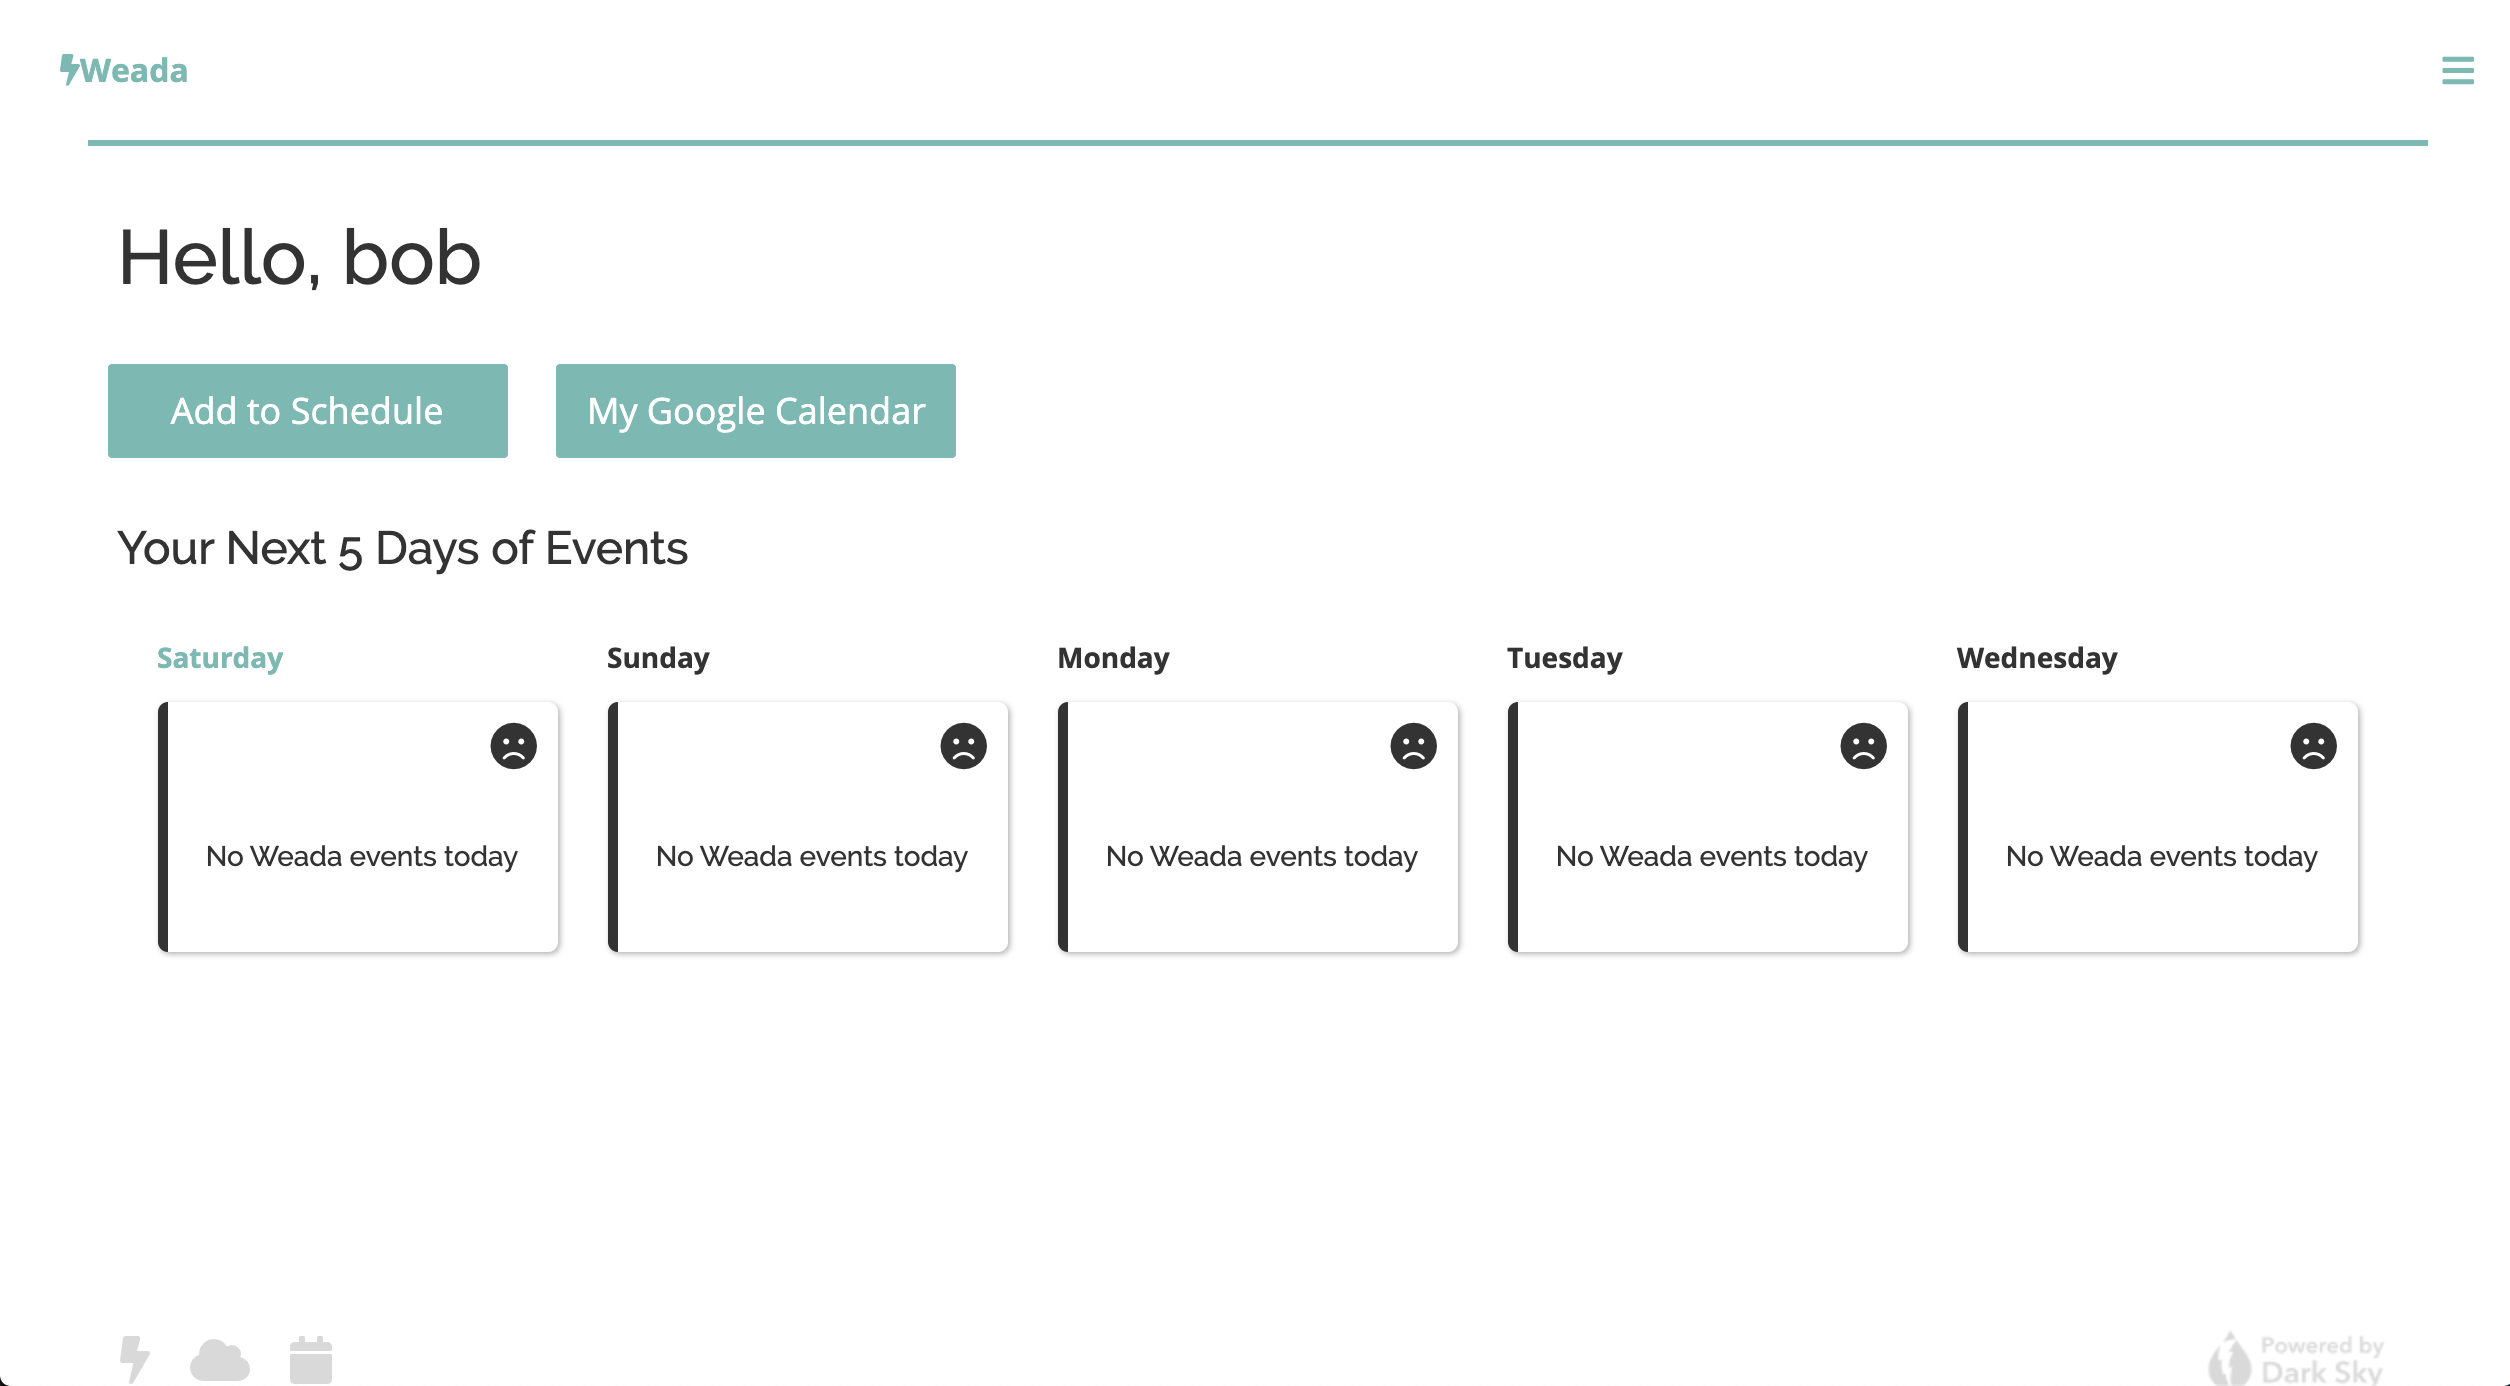 Weada
Hello, bob
Add to Schedule
My Google Calendar
Your Next 5 Days of Events
Saturday
Sunday
Monday
Tuesday
Wednesday
No Weada events today
No Weada events today
No Weada events today
No Weada events today
No Weada events today
Powered by
Dark Sky